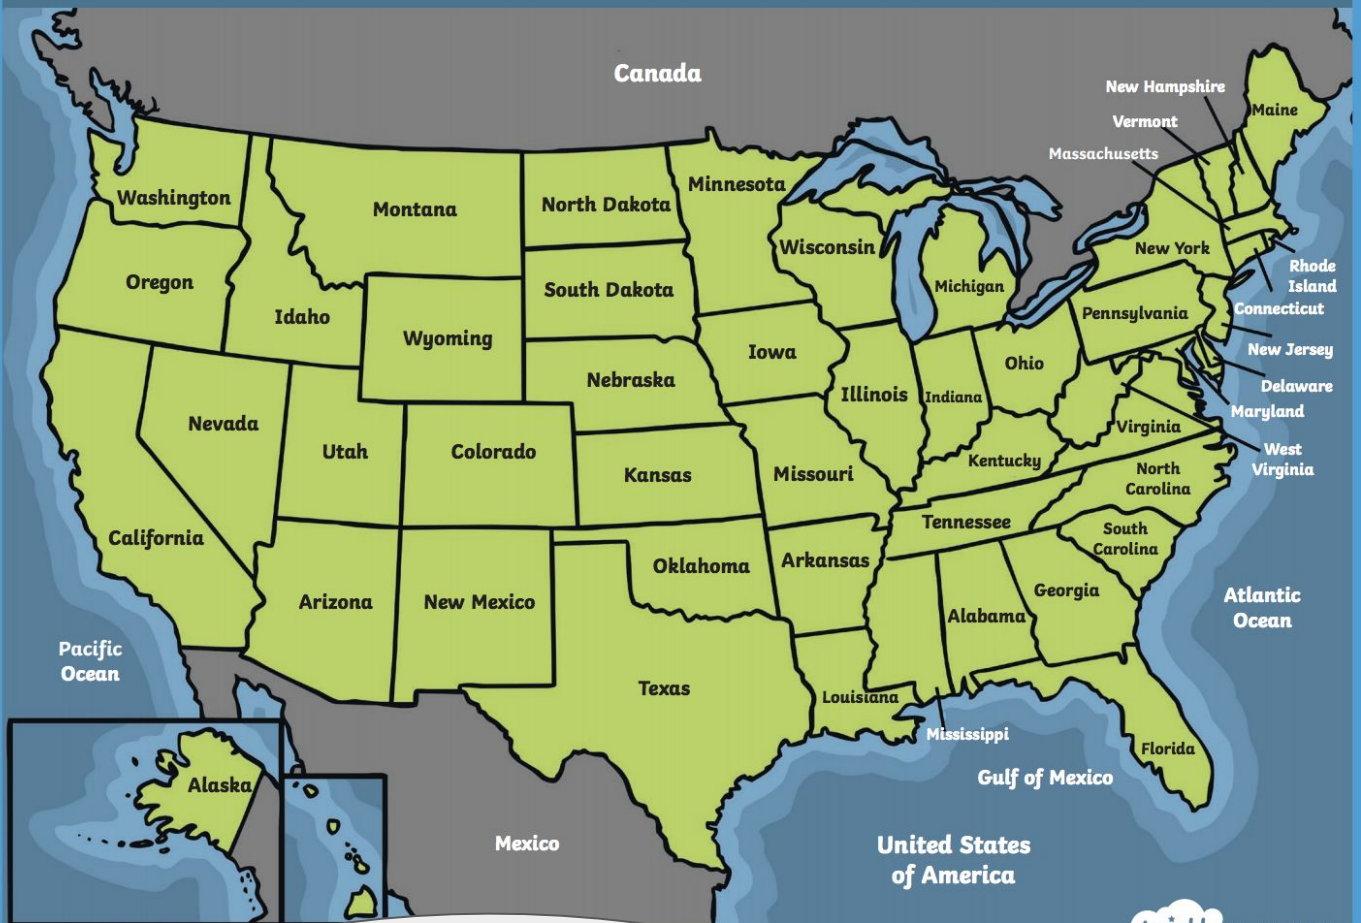 Canada
New Hampshire
Maine
Vermont
Massachusetts
Washington
Montana
North Dakota
Minnesota
Oregon
Idaho
South Dakota
Wisconsin
Michigan
New York
Rhode
Island
Connecticut
Wyoming
Pennsylvania
New Jersey
Iowa
Nebraska
Illinois
Indiana
Ohio
Delaware
Maryland
Nevada
Utah
Colorado
Kansas
Missouri
Kentucky
Virginia
West
Virginia
North
Carolina
California
Tennessee
South
Carolina
Arizona
New Mexico
Oklahoma
Arkansas
Alabama
Georgia
Atlantic
Ocean
Pacific
Ocean
Texas
Louisiana
Mississippi
Florida
Gulf of Mexico
Alaska
Mexico
United States
of America